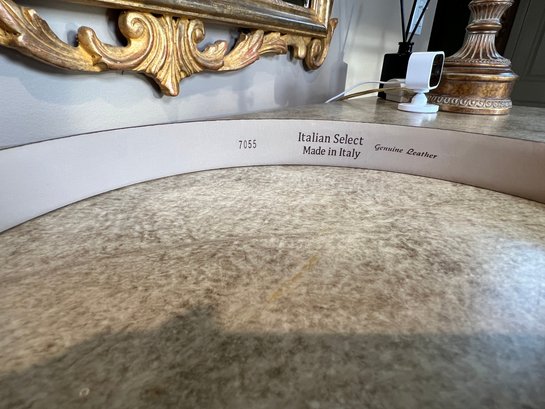 7055
Italian Select
Made in Italy
Genuine Leather